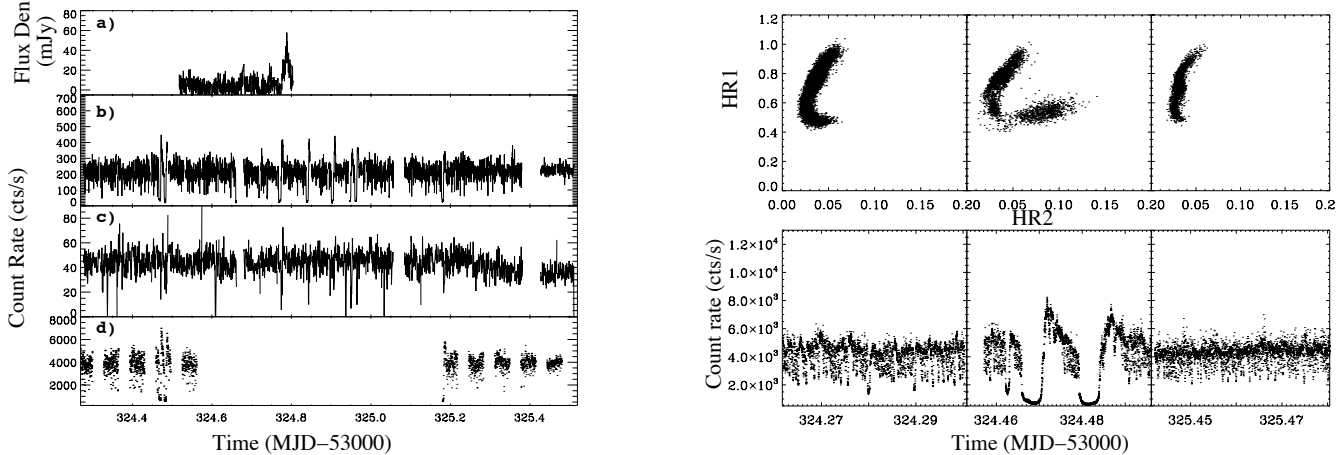 Flux Den
(mJy)
80
60
40
20
0
a)
Count Rate (cts/s)
700
600
500
400
300
200
100
0
b)
80
60
40
20
0
c)
8000
6000
4000
2000
d)
324.4 324.6 324.8 325.0 325.2 325.4
Time (MJD−53000)
HR1
1.2
1.0
0.8
0.6
0.4
0.2
0.0
0.00 0.05 0.10 0.15 0.20 0.05 0.10 0.15 0.20 0.05 0.10 0.15 0.2
HR2
Count rate (cts/s)
1.2×10⁴
1.0×10⁴
8.0×10³
6.0×10³
4.0×10³
2.0×10³
324.27 324.29 324.46 324.48 325.45 325.47
Time (MJD−53000)